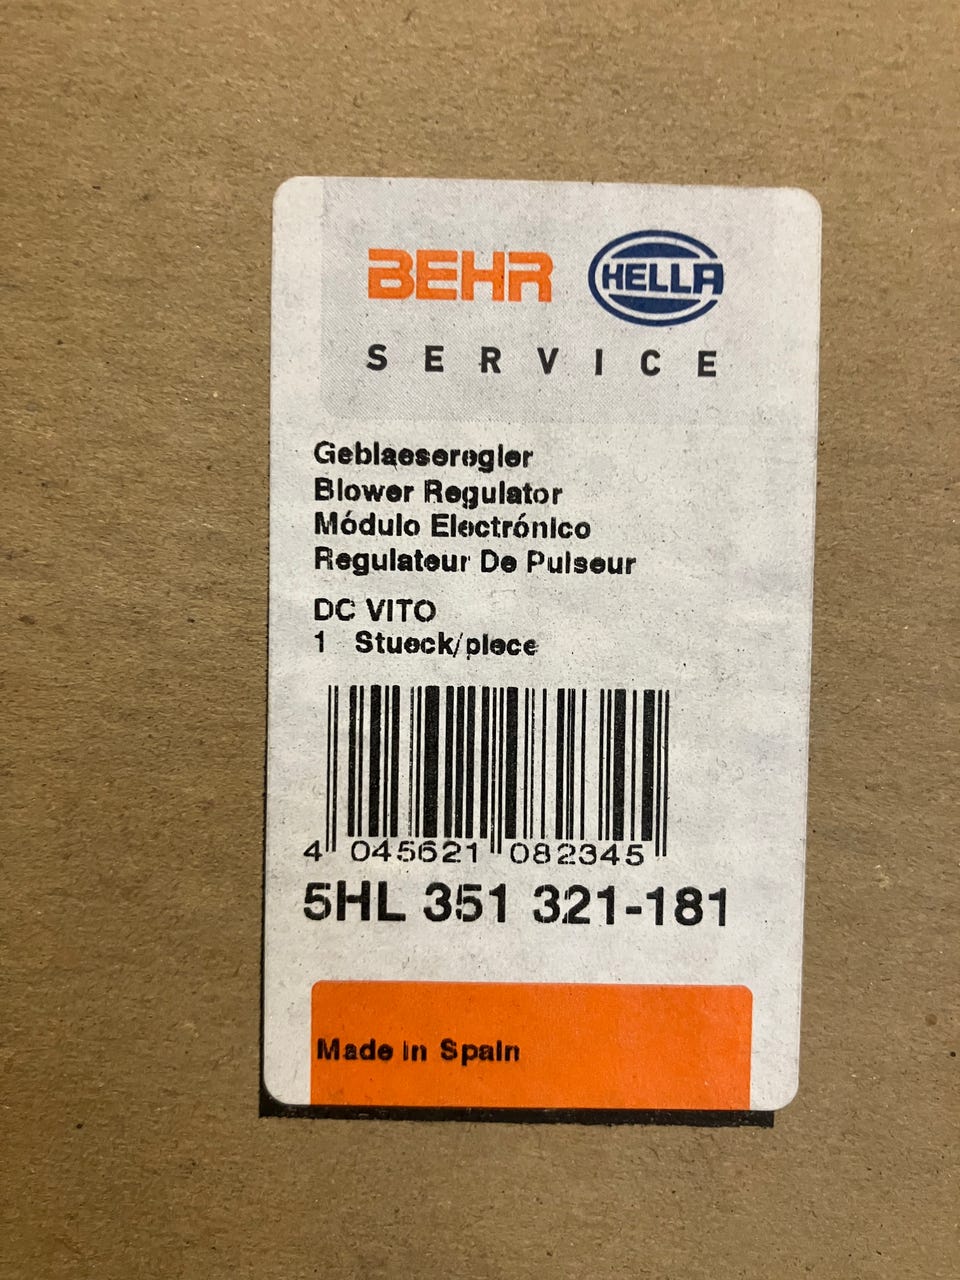 BEHR HELLA
SERVICE
Geblaeseregler
Blower Regulator
Módulo Electrónico
Regulateur De Pulseur
DC VITO
1 Stueck/piece
4 045621 082345
5HL 351 321-181
Made in Spain